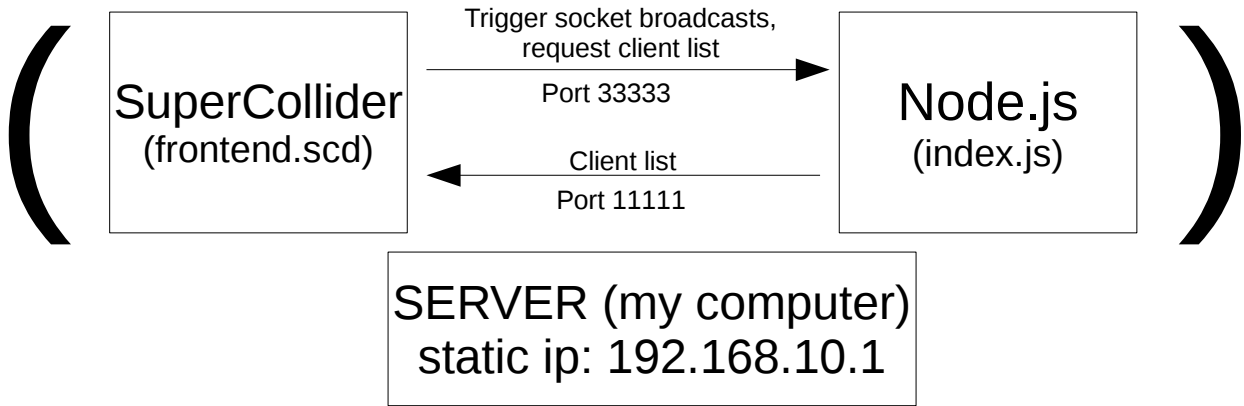 Trigger socket broadcasts,
request client list
SuperCollider
(frontend.scd)
Port 33333
Node.js
(index.js)
Client list
Port 11111
SERVER (my computer)
static ip: 192.168.10.1